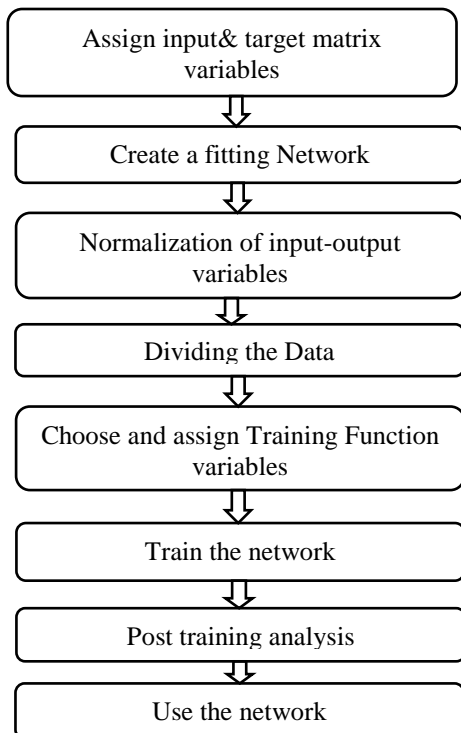 Assign input& target matrix
variables
Create a fitting Network
Normalization of input-output
variables
Dividing the Data
Choose and assign Training Function
variables
Train the network
Post training analysis
Use the network